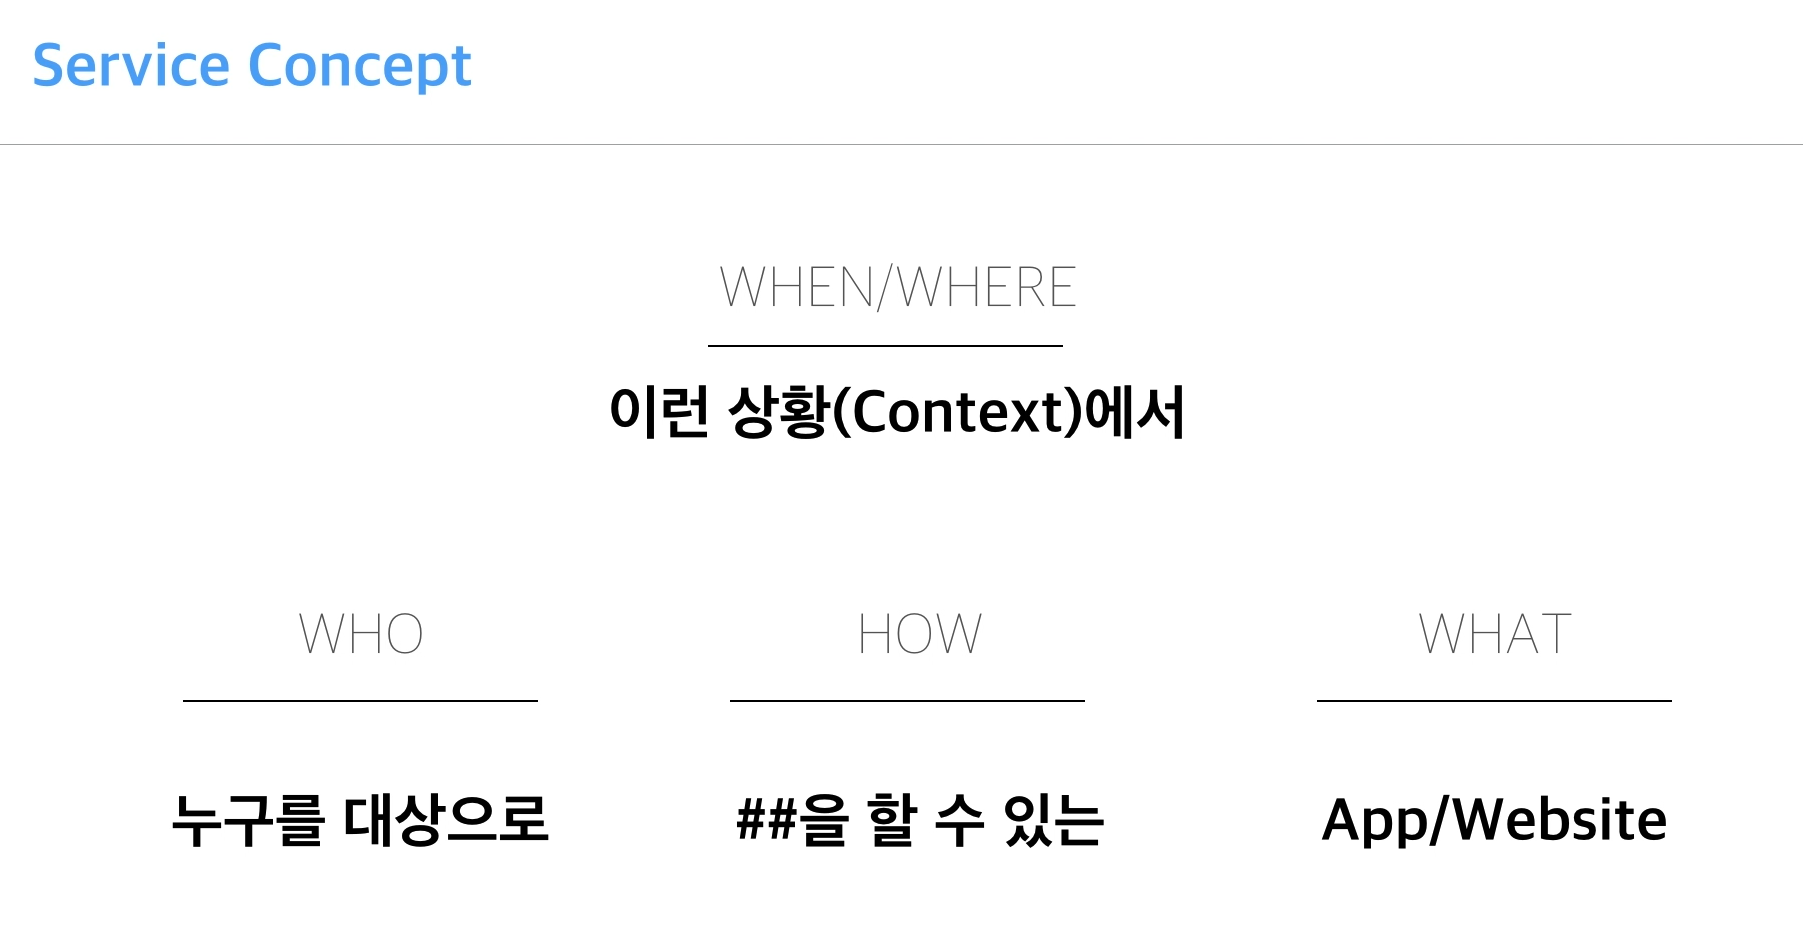 Service Concept
WHEN/WHERE
이런 상황(Context)에서
WHO
HOW
WHAT
누구를 대상으로
##을 할 수 있는
App/Website